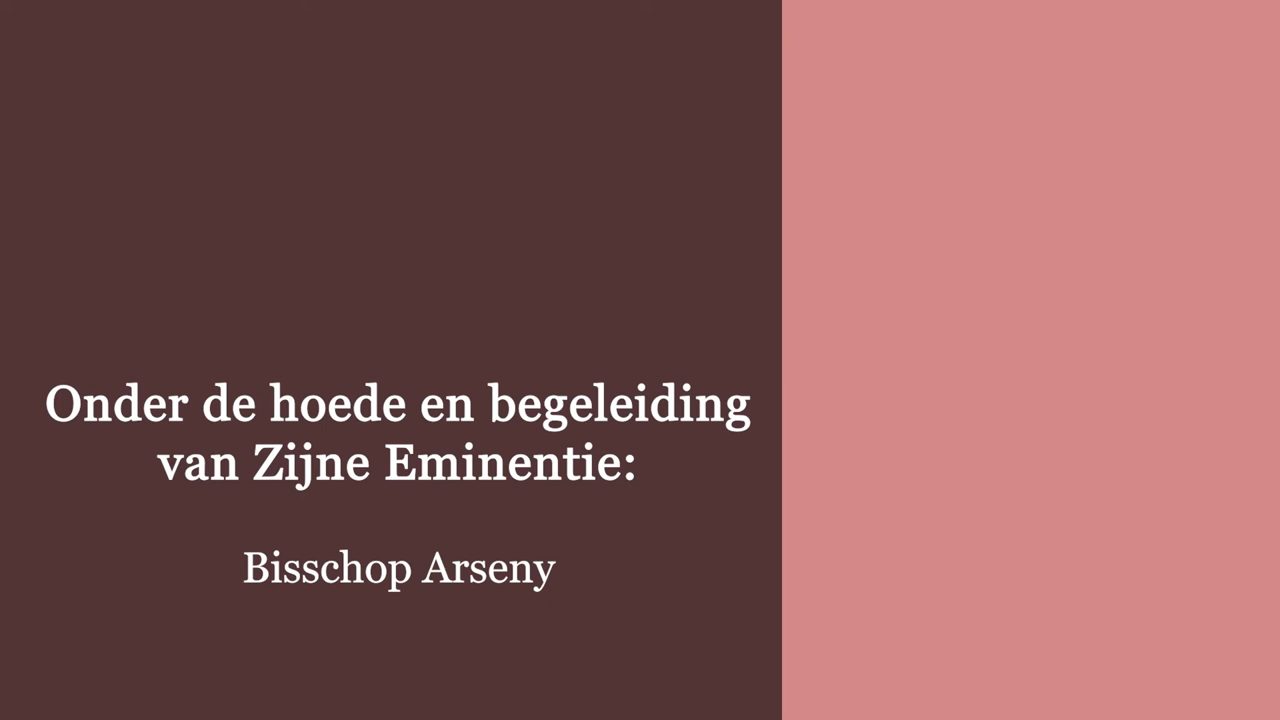 Onder de hoede en begeleiding
van Zijne Eminentie:
Bisschop Arseny